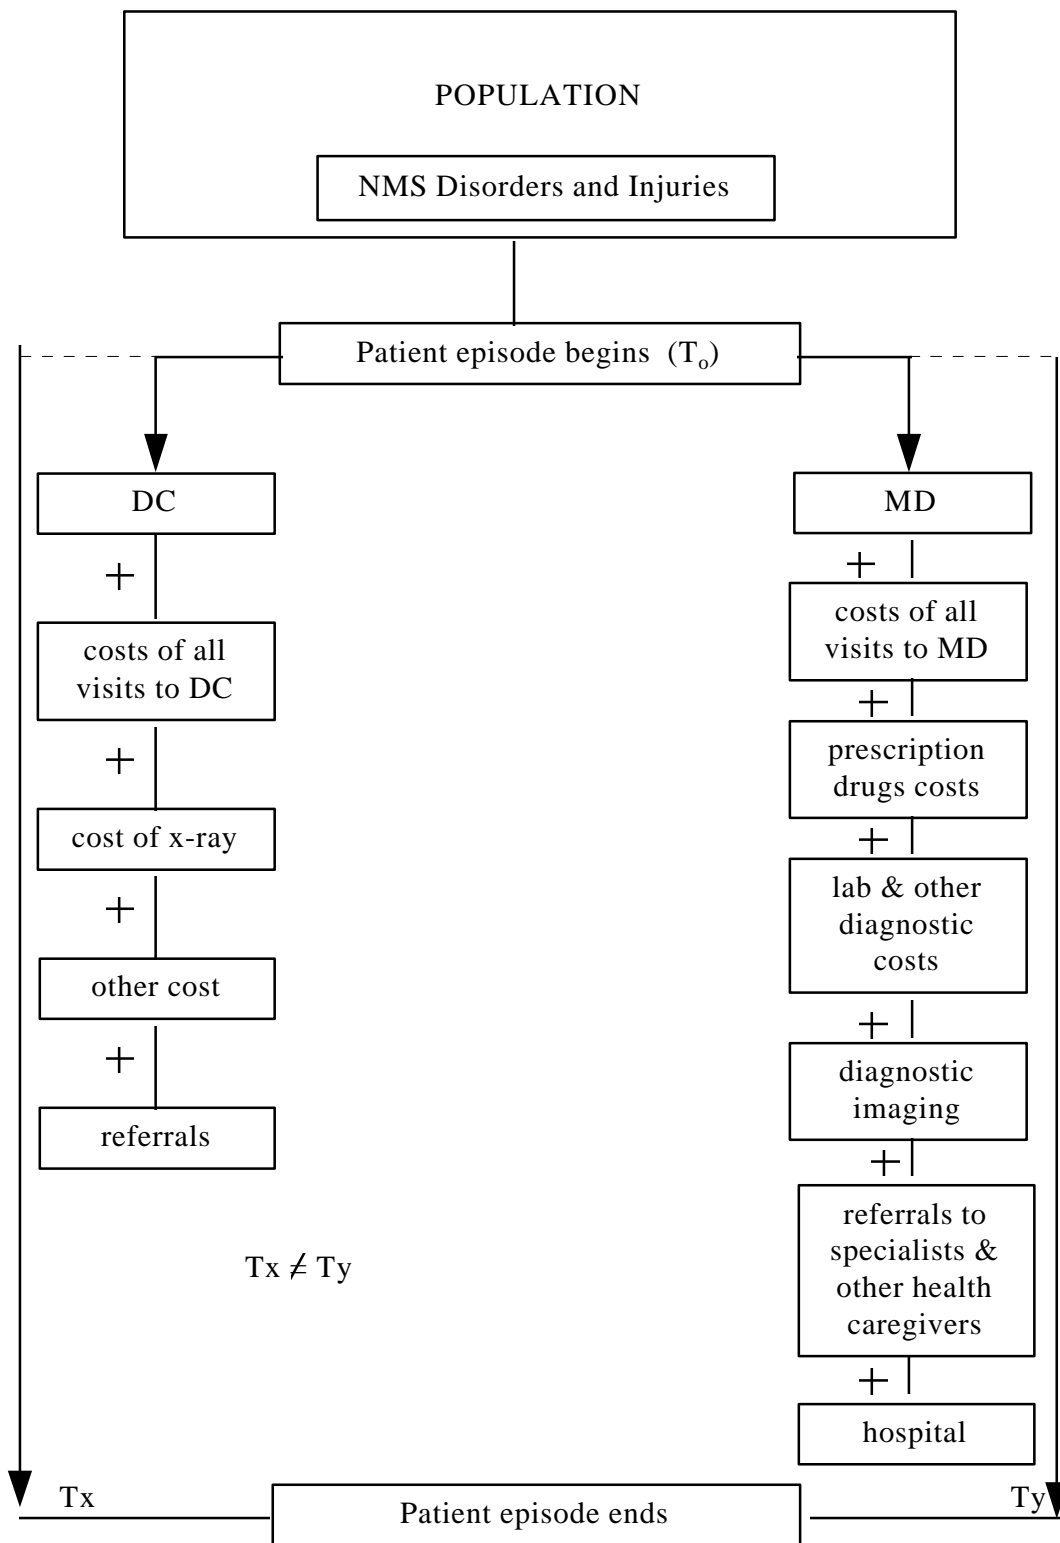 POPULATION
NMS Disorders and Injuries
Patient episode begins (To)
DC
+
costs of all
visits to DC
+
cost of x-ray
+
other cost
+
referrals
MD
+
costs of all
visits to MD
+
prescription
drugs costs
+
lab & other
diagnostic
costs
+
diagnostic
imaging
+
referrals to
specialists &
other health
caregivers
+
hospital
Tx ≠ Ty
Tx
Patient episode ends
Ty